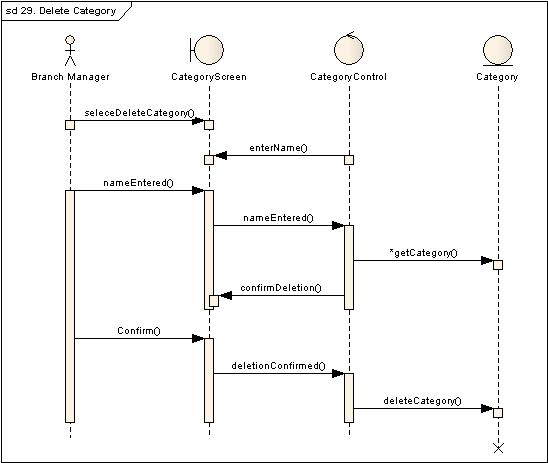 sd 29. Delete Category
Branch Manager CategoryScreen CategoryControl Category
seleceDeleteCategory()
enterName()
nameEntered()
nameEntered()
*getCategory()
confirmDeletion()
Confirm()
deletionConfirmed()
deleteCategory()